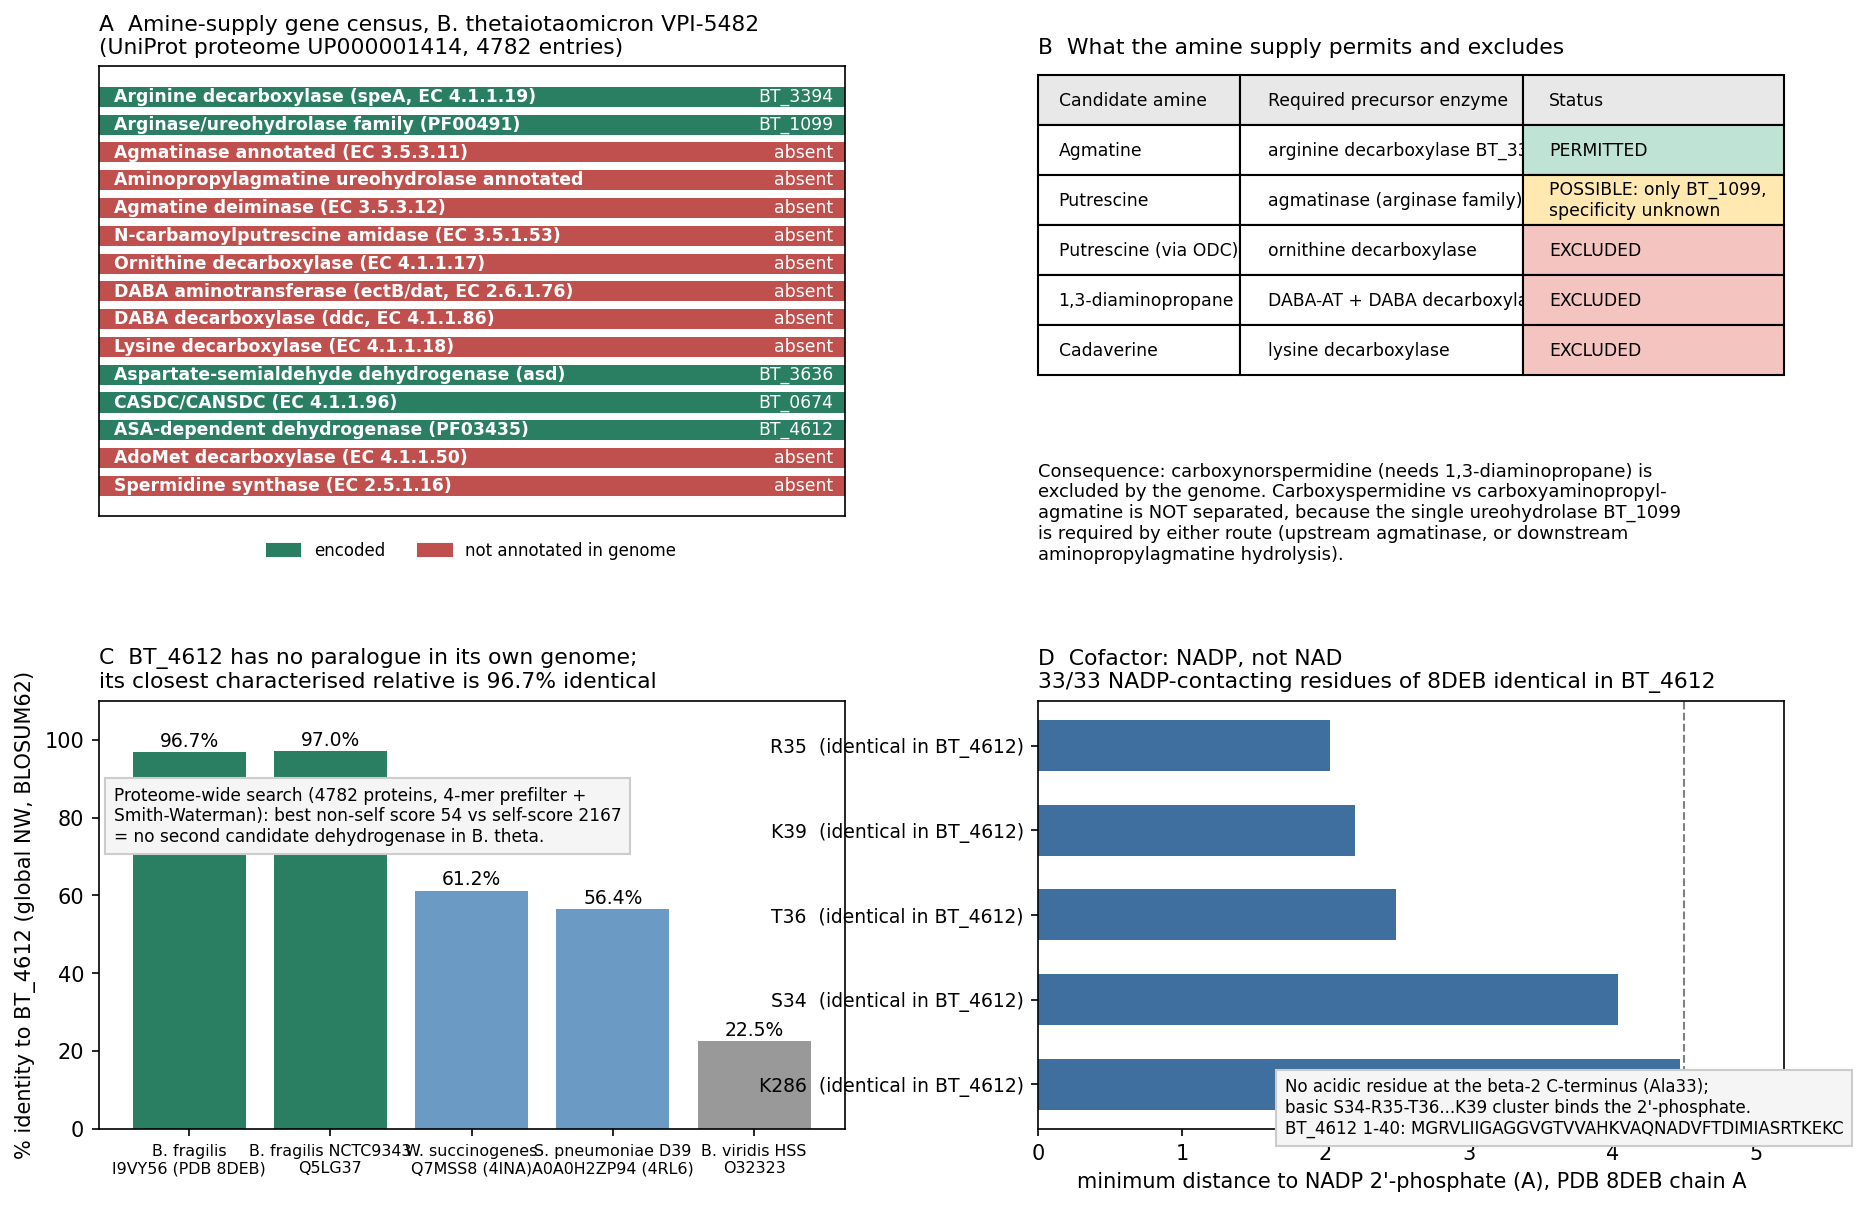 A  Amine-supply gene census, B. thetaiotaomicron VPI-5482
(UniProt proteome UP000001414, 4782 entries)
Arginine decarboxylase (speA, EC 4.1.1.19) BT_3394
Arginase/ureohydrolase family (PF00491) BT_1099
Agmatinase annotated (EC 3.5.3.11) absent
Aminopropylagmatine ureohydrolase annotated absent
Agmatine deiminase (EC 3.5.3.12) absent
N-carbamoylputrescine amidase (EC 3.5.1.53) absent
Ornithine decarboxylase (EC 4.1.1.17) absent
DABA aminotransferase (ectB/dat, EC 2.6.1.76) absent
DABA decarboxylase (ddc, EC 4.1.1.86) absent
Lysine decarboxylase (EC 4.1.1.18) absent
Aspartate-semialdehyde dehydrogenase (asd) BT_3636
CASDC/CANSDC (EC 4.1.1.96) BT_0674
ASA-dependent dehydrogenase (PF03435) BT_4612
AdoMet decarboxylase (EC 4.1.1.50) absent
Spermidine synthase (EC 2.5.1.16) absent
encoded
not annotated in genome
B  What the amine supply permits and excludes
Candidate amine Required precursor enzyme Status
Agmatine arginine decarboxylase BT_33 PERMITTED
Putrescine agmatinase (arginase family) POSSIBLE: only BT_1099,
specificity unknown
Putrescine (via ODC) ornithine decarboxylase EXCLUDED
1,3-diaminopropane DABA-AT + DABA decarboxyla EXCLUDED
Cadaverine lysine decarboxylase EXCLUDED
Consequence: carboxynorspermidine (needs 1,3-diaminopropane) is
excluded by the genome. Carboxyspermidine vs carboxyaminopropyl-
agmatine is NOT separated, because the single ureohydrolase BT_1099
is required by either route (upstream agmatinase, or downstream
aminopropylagmatine hydrolysis).
C  BT_4612 has no paralogue in its own genome;
its closest characterised relative is 96.7% identical
% identity to BT_4612 (global NW, BLOSUM62)
100
80
60
40
20
0
96.7%
97.0%
61.2%
56.4%
22.5%
Proteome-wide search (4782 proteins, 4-mer prefilter +
Smith-Waterman): best non-self score 54 vs self-score 2167
= no second candidate dehydrogenase in B. theta.
B. fragilis
I9VY56 (PDB 8DEB)
B. fragilis NCTC9343
Q5LG37
W. succinogenes
Q7MSS8 (4INA)
S. pneumoniae D39
A0A0H2ZP94 (4RL6)
B. viridis HSS
O32323
D  Cofactor: NADP, not NAD
33/33 NADP-contacting residues of 8DEB identical in BT_4612
R35  (identical in BT_4612)
K39  (identical in BT_4612)
T36  (identical in BT_4612)
S34  (identical in BT_4612)
K286  (identical in BT_4612)
No acidic residue at the beta-2 C-terminus (Ala33);
basic S34-R35-T36...K39 cluster binds the 2'-phosphate.
BT_4612 1-40: MGRVLIIGAGGVGTVVAHKVAQNADVFTDIMIASRTKEKC
0 1 2 3 4 5
minimum distance to NADP 2'-phosphate (A), PDB 8DEB chain A